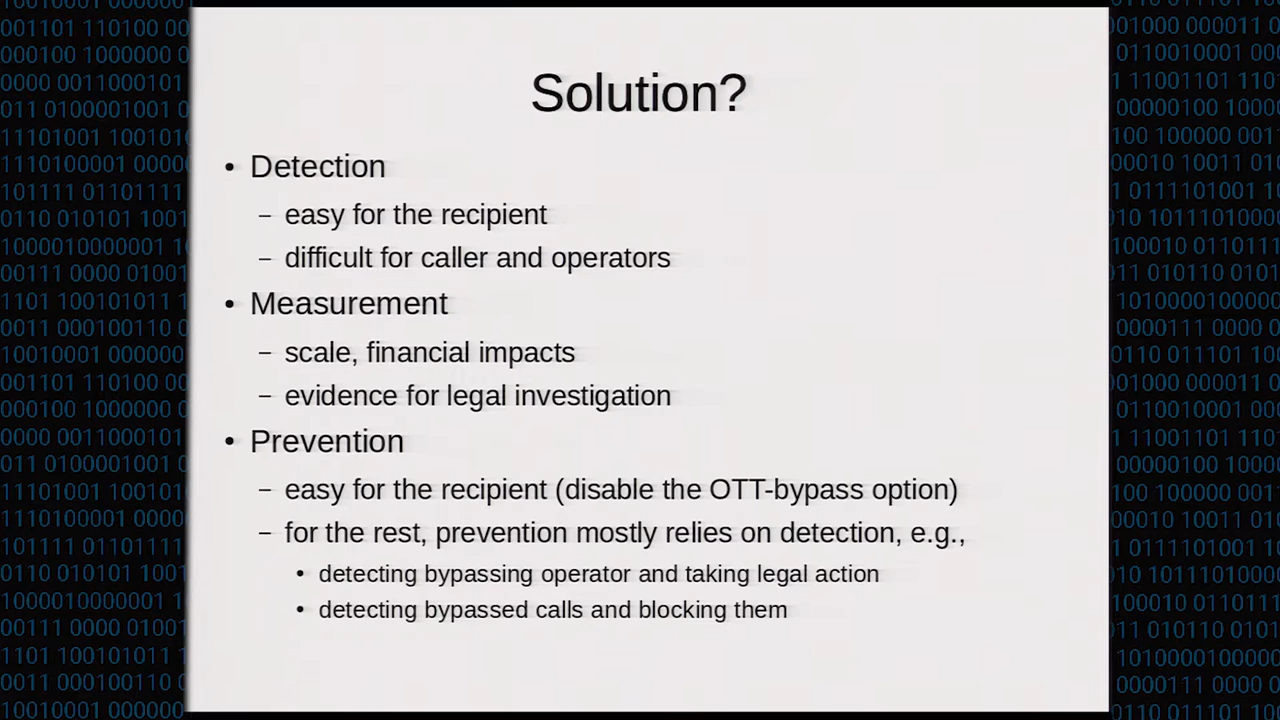 Solution?
• Detection
– easy for the recipient
– difficult for caller and operators
• Measurement
– scale, financial impacts
– evidence for legal investigation
• Prevention
– easy for the recipient (disable the OTT-bypass option)
– for the rest, prevention mostly relies on detection, e.g.,
• detecting bypassing operator and taking legal action
• detecting bypassed calls and blocking them